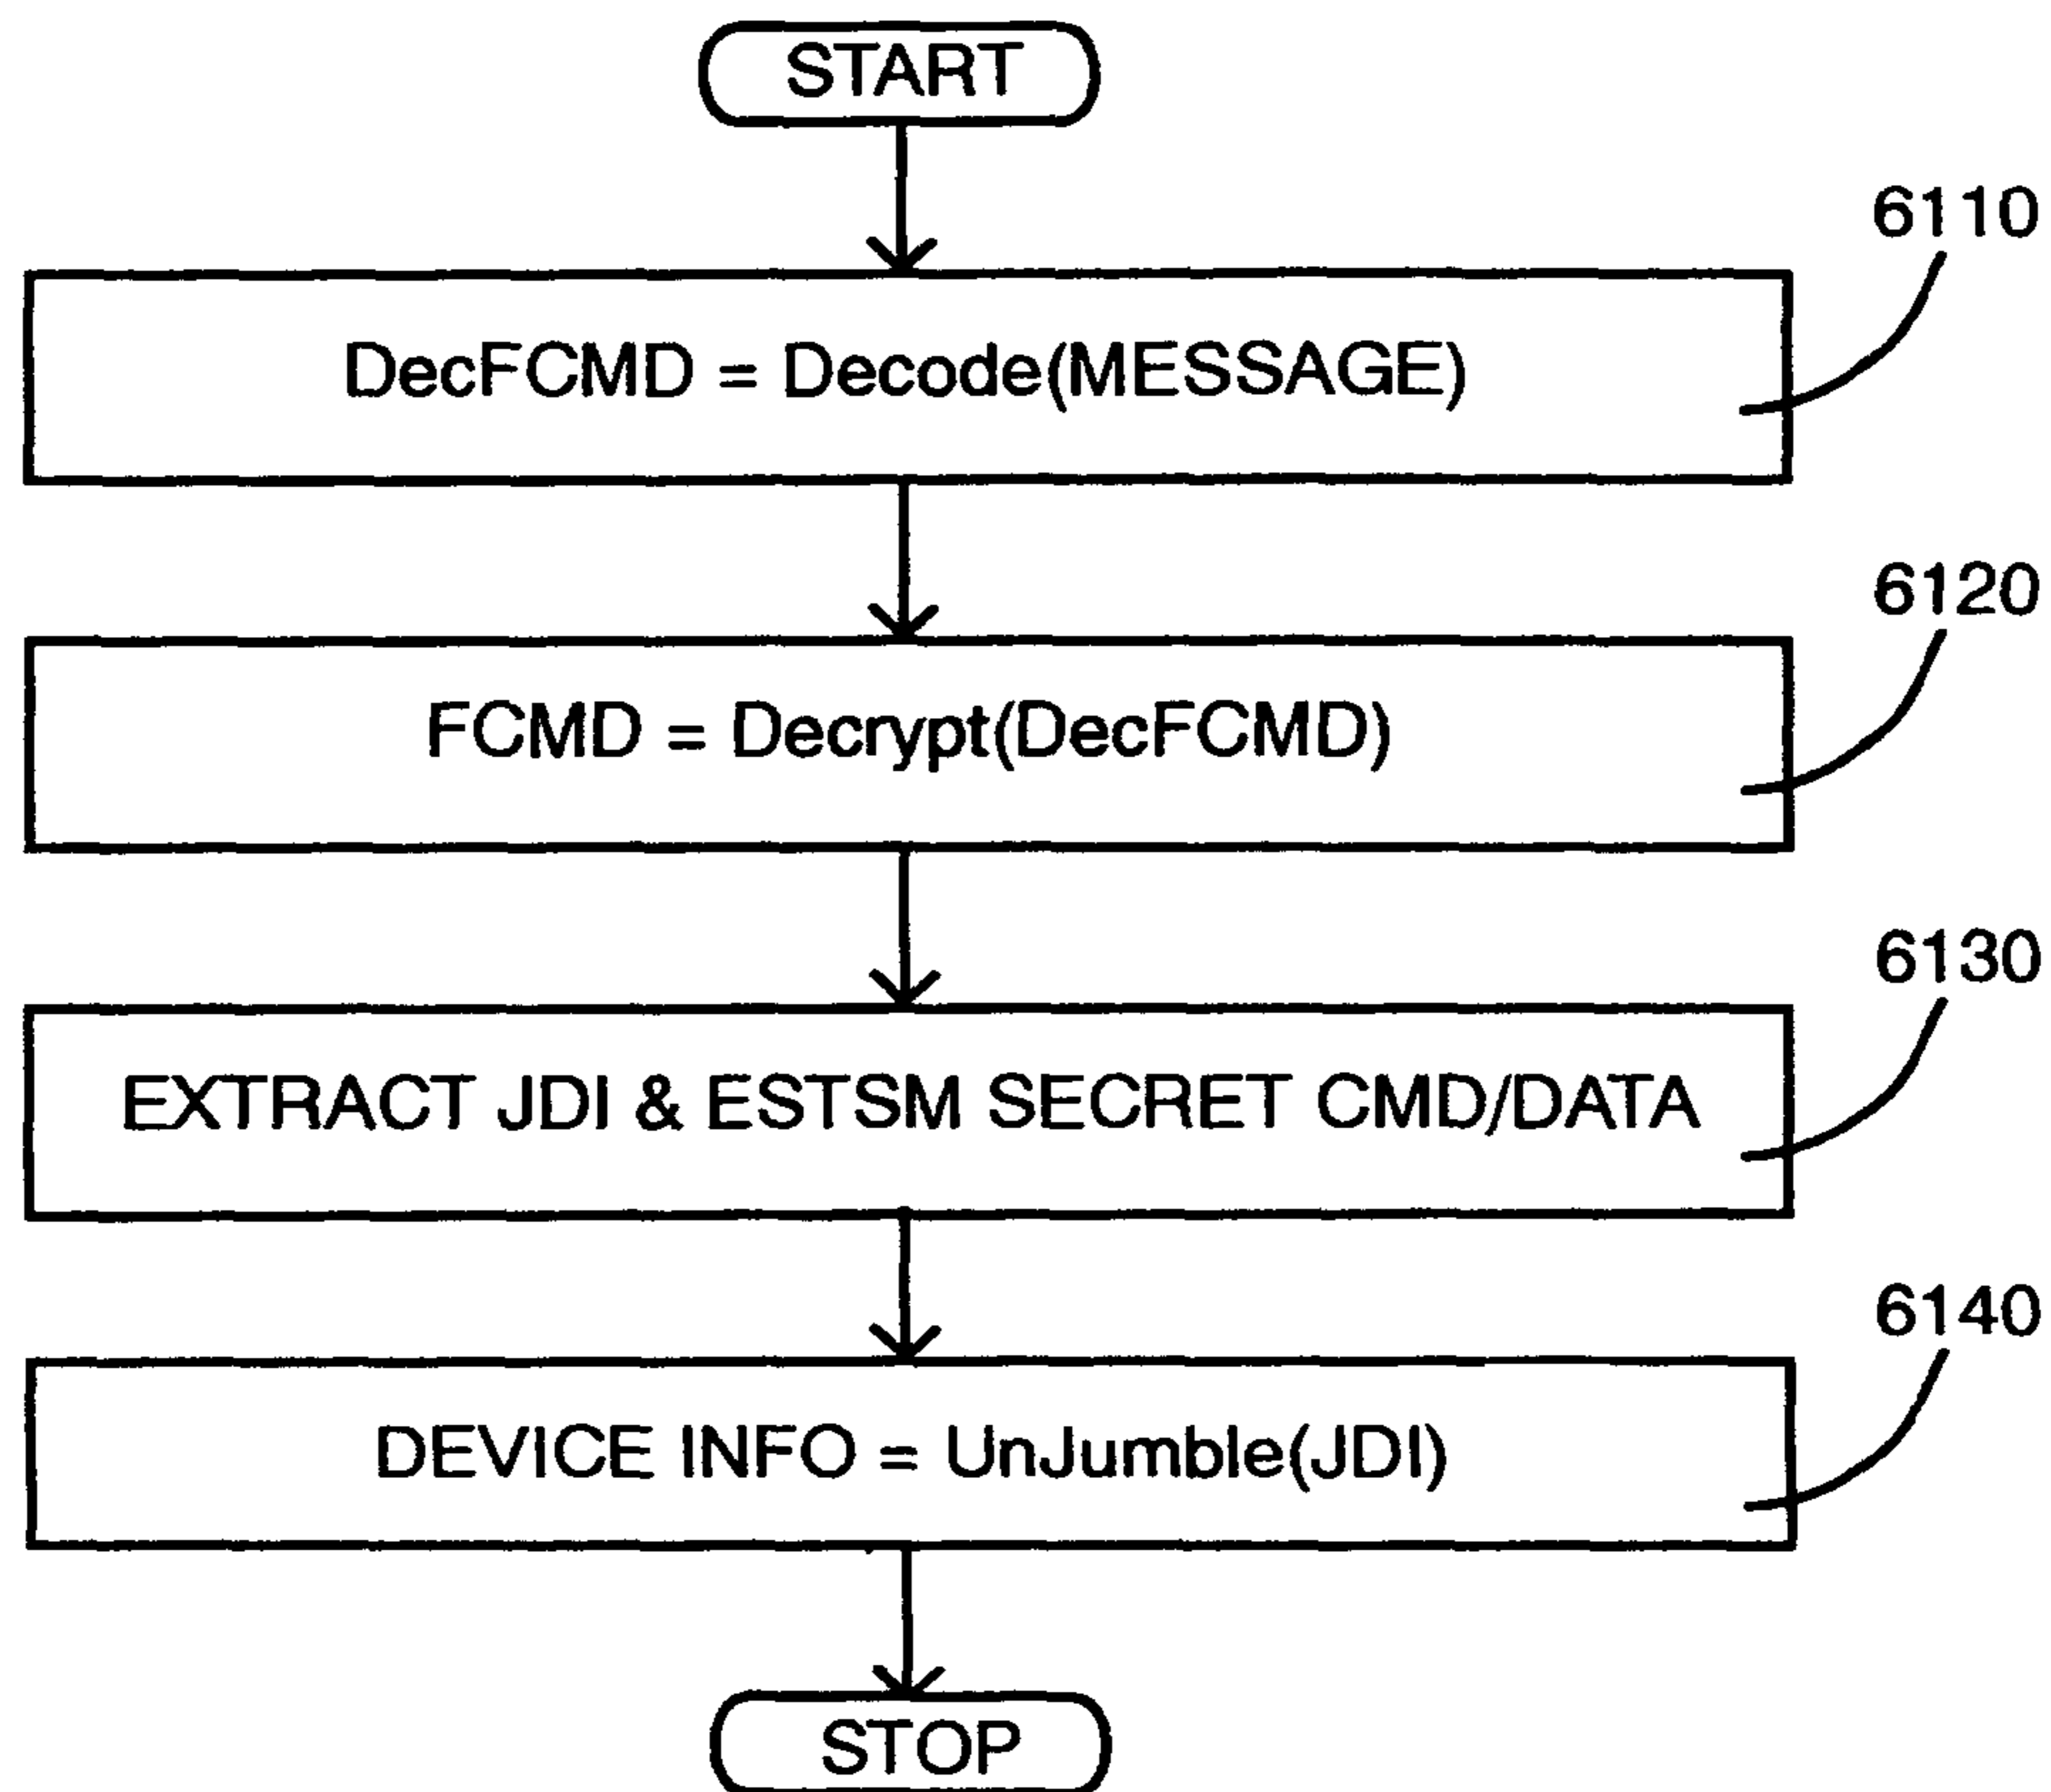 START
6110
DecFCMD = Decode(MESSAGE)
6120
FCMD = Decrypt(DecFCMD)
6130
EXTRACT JDI & ESTSM SECRET CMD/DATA
6140
DEVICE INFO = UnJumble(JDI)
STOP